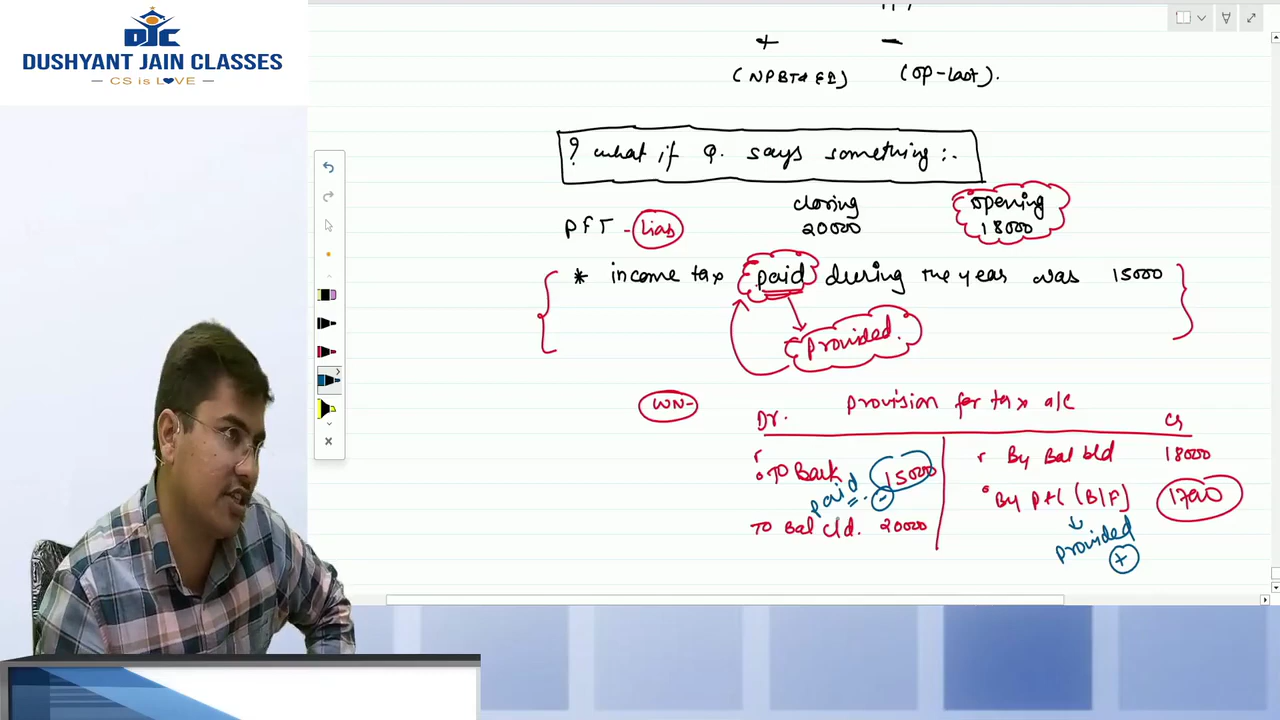 DUSHYANT JAIN CLASSES
CS is LOVE
+ -
(NPBT & EI) (op-last).
? what if Q. says something :-
closing opening
PFT - Liab 20000 18000
* income tax paid during the year was 15000
Provided.
WN- Provision for tax a/c
Dr. Cr
To Bank 15000 By Bal b/d 18000
paid - By P+L (B/F) 17000
To Bal c/d. 20000 provided +